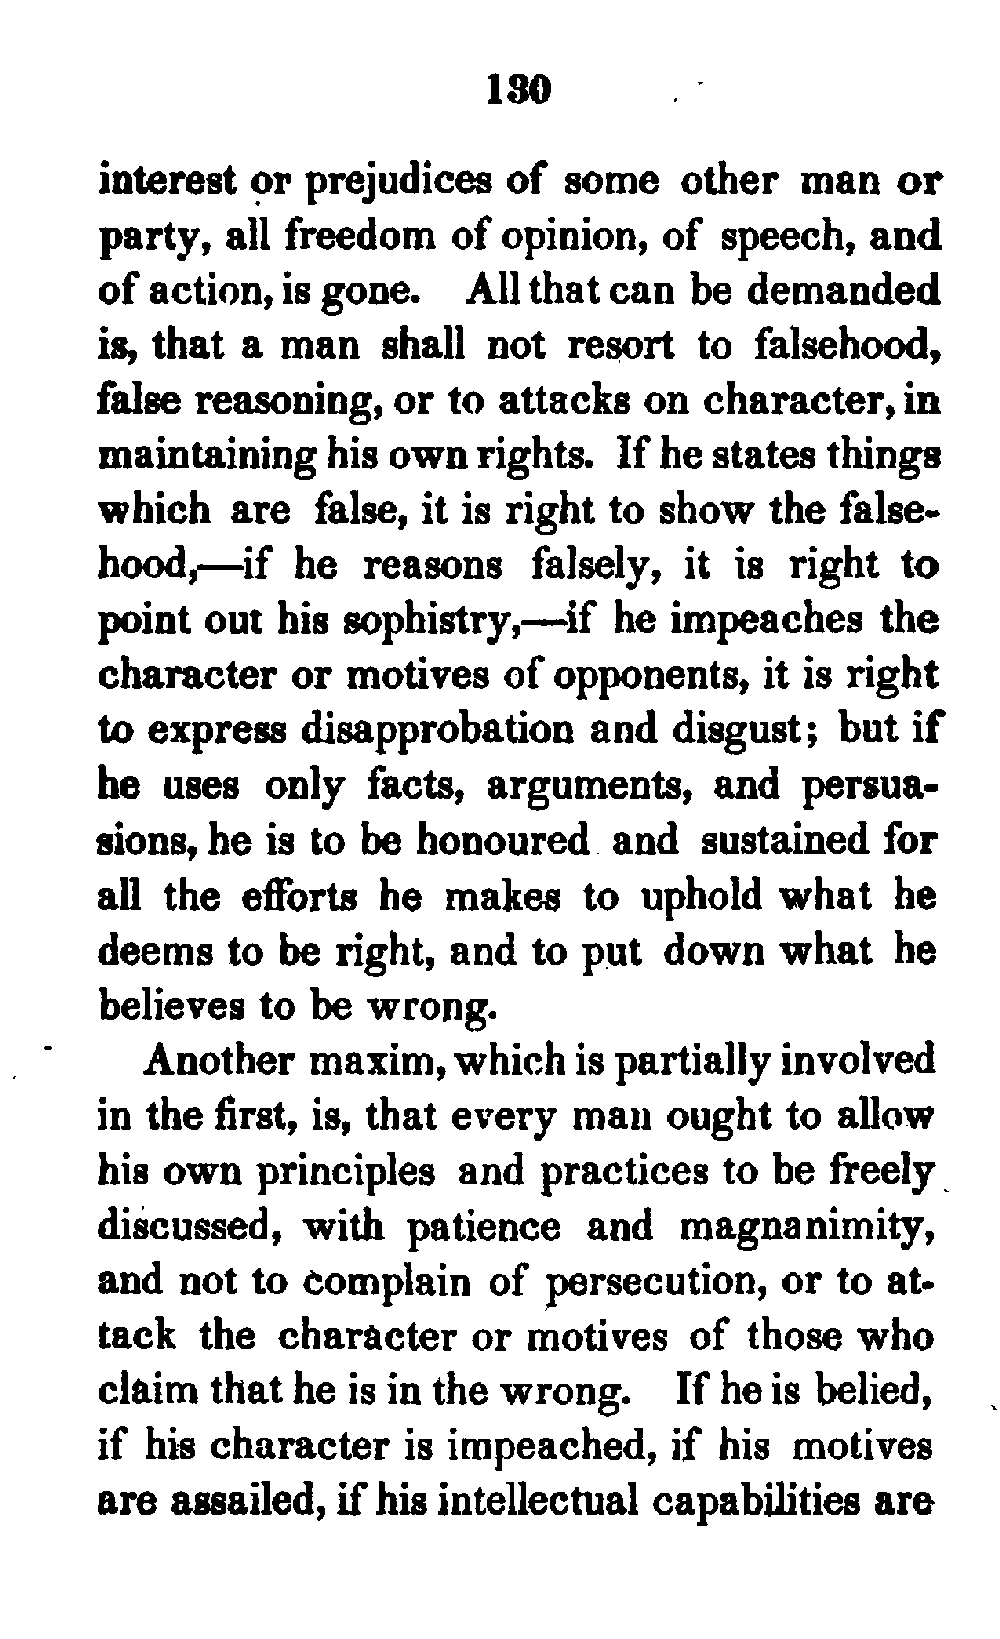 130
interest or prejudices of some other man or
party, all freedom of opinion, of speech, and
of action, is gone. All that can be demanded
is, that a man shall not resort to falsehood,
false reasoning, or to attacks on character, in
maintaining his own rights. If he states things
which are false, it is right to show the false-
hood,—if he reasons falsely, it is right to
point out his sophistry,—if he impeaches the
character or motives of opponents, it is right
to express disapprobation and disgust; but if
he uses only facts, arguments, and persua-
sions, he is to be honoured and sustained for
all the efforts he makes to uphold what he
deems to be right, and to put down what he
believes to be wrong.
Another maxim, which is partially involved
in the first, is, that every man ought to allow
his own principles and practices to be freely
discussed, with patience and magnanimity,
and not to complain of persecution, or to at-
tack the character or motives of those who
claim that he is in the wrong. If he is belied,
if his character is impeached, if his motives
are assailed, if his intellectual capabilities are